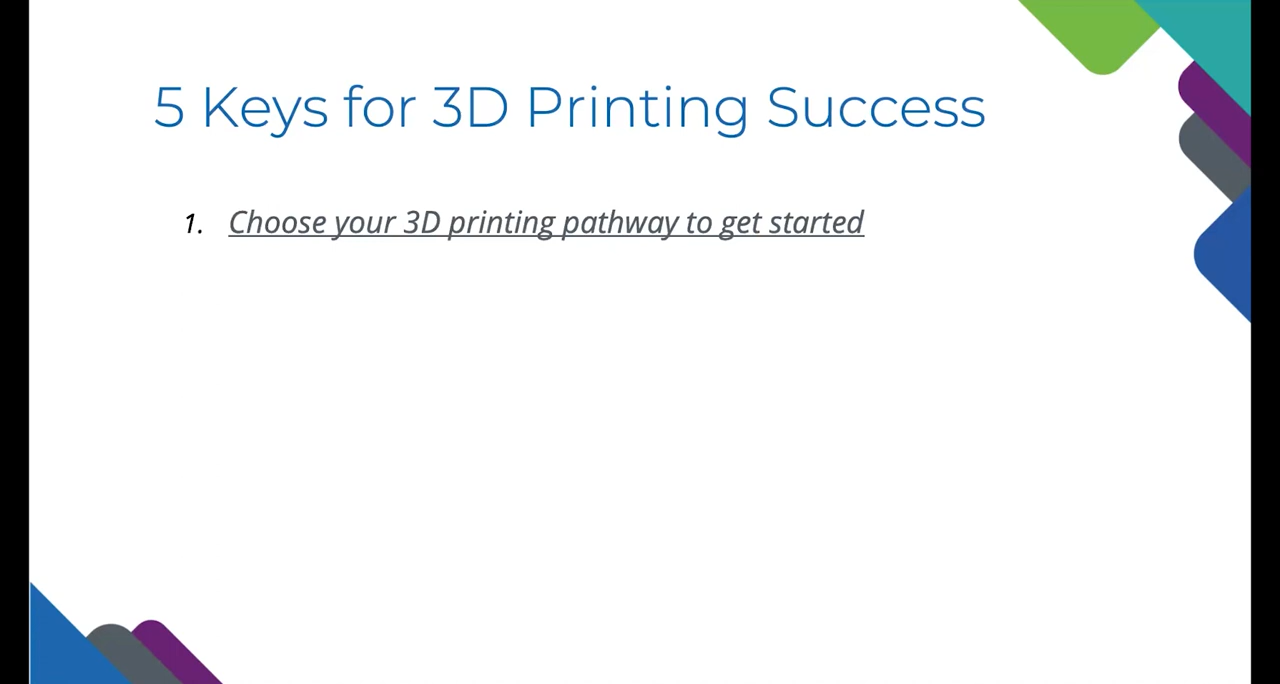 5 Keys for 3D Printing Success
1. Choose your 3D printing pathway to get started